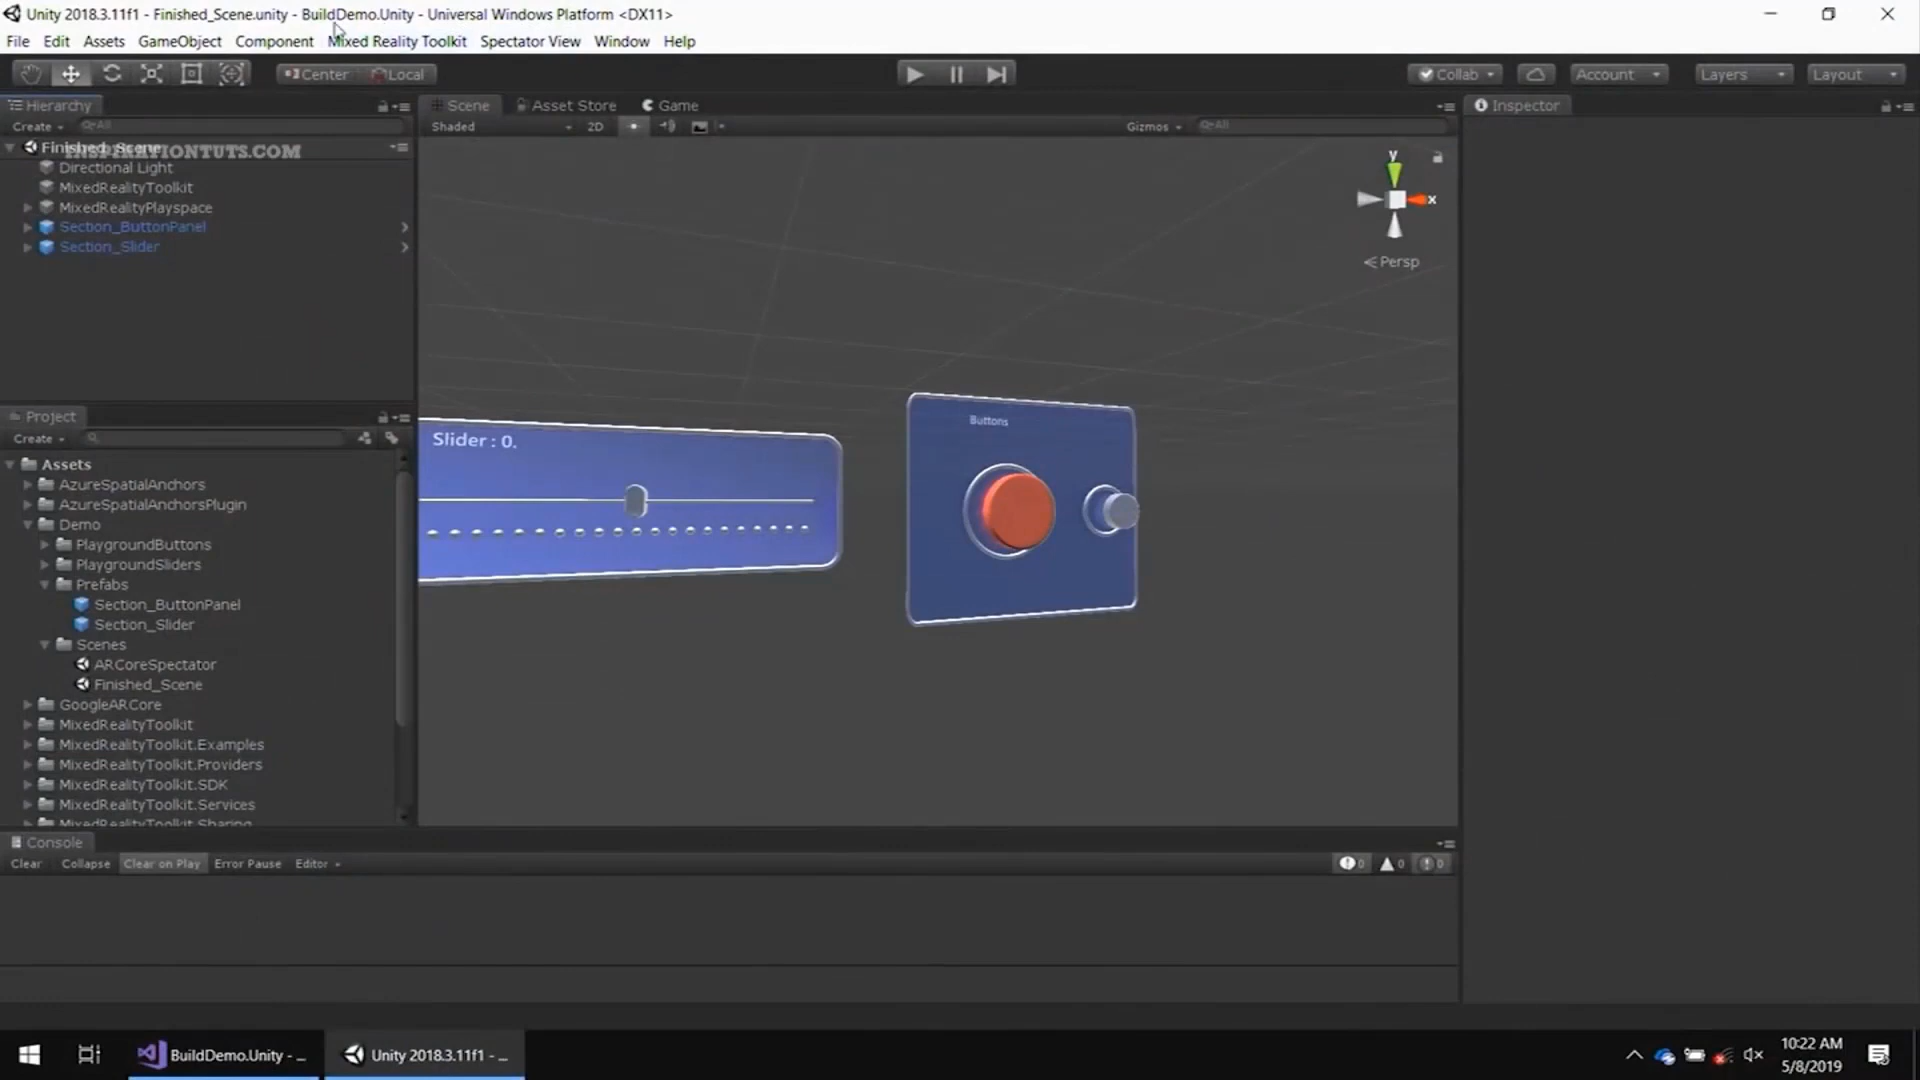 Unity 2018.3.11f1 - Finished_Scene.unity - BuildDemo.Unity - Universal Windows Platform <DX11>
File Edit Assets GameObject Component Mixed Reality Toolkit Spectator View Window Help
Center Local Collab Account Layers Layout
Hierarchy
Create All
Finished_Scene
INSPIRATIONTUTS.COM
Directional Light
MixedRealityToolkit
MixedRealityPlayspace
Section_ButtonPanel
Section_Slider
Scene Asset Store Game
Shaded 2D Gizmos All
y
x
Persp
Slider : 0.
Buttons
Inspector
Project
Create
Assets
AzureSpatialAnchors
AzureSpatialAnchorsPlugin
Demo
PlaygroundButtons
PlaygroundSliders
Prefabs
Section_ButtonPanel
Section_Slider
Scenes
ARCoreSpectator
Finished_Scene
GoogleARCore
MixedRealityToolkit
MixedRealityToolkit.Examples
MixedRealityToolkit.Providers
MixedRealityToolkit.SDK
MixedRealityToolkit.Services
MixedRealityToolkit.Sharing
Console
Clear Collapse Clear on Play Error Pause Editor 0 0 0
BuildDemo.Unity - ... Unity 2018.3.11f1 - ...
10:22 AM
5/8/2019